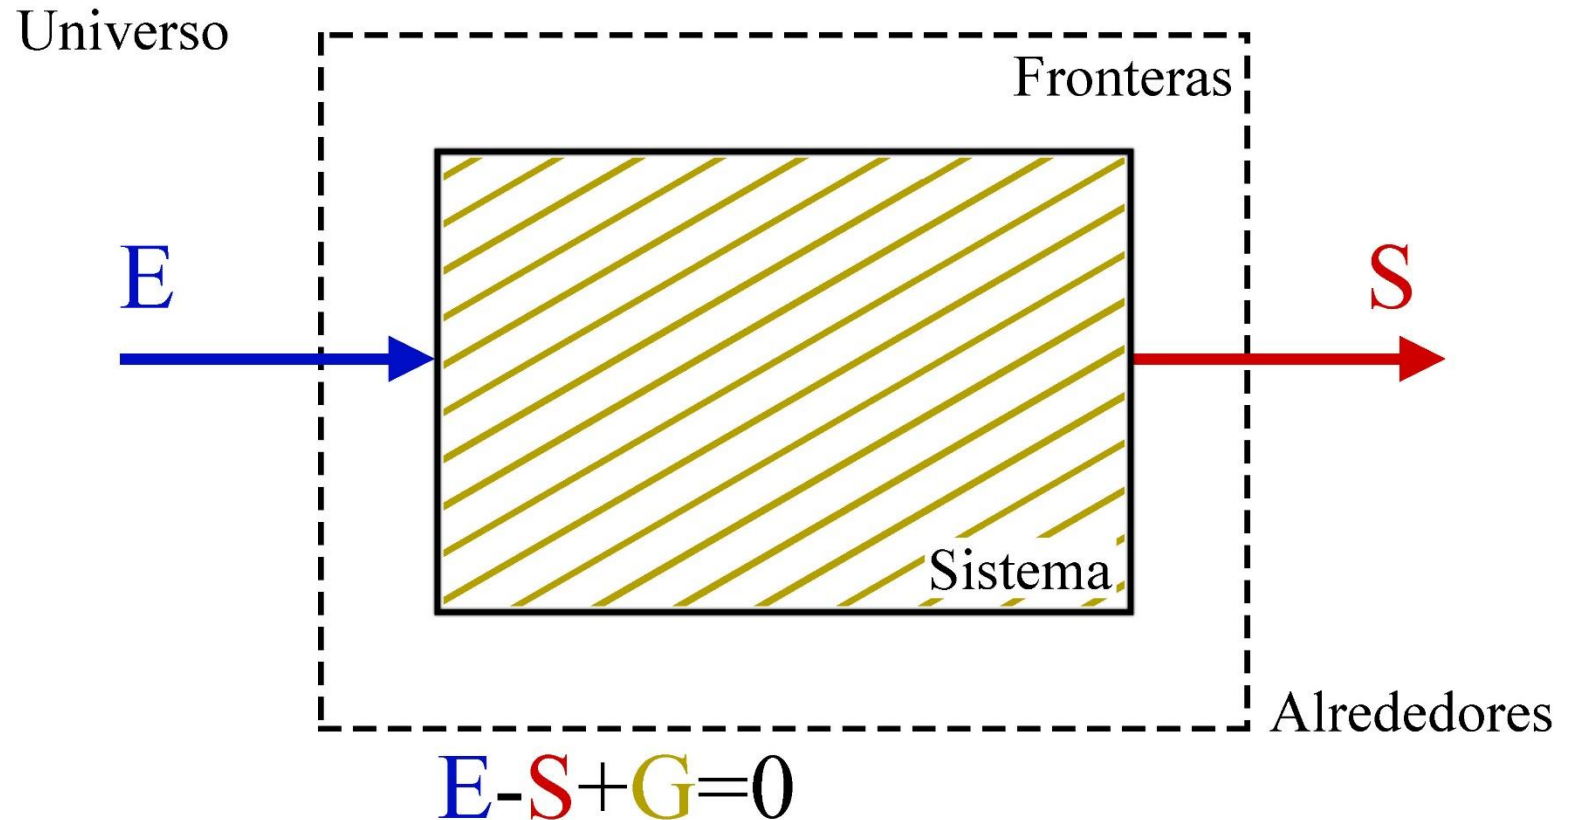 Universo
Fronteras
E
S
Sistema
Alrededores
E-S+G=0